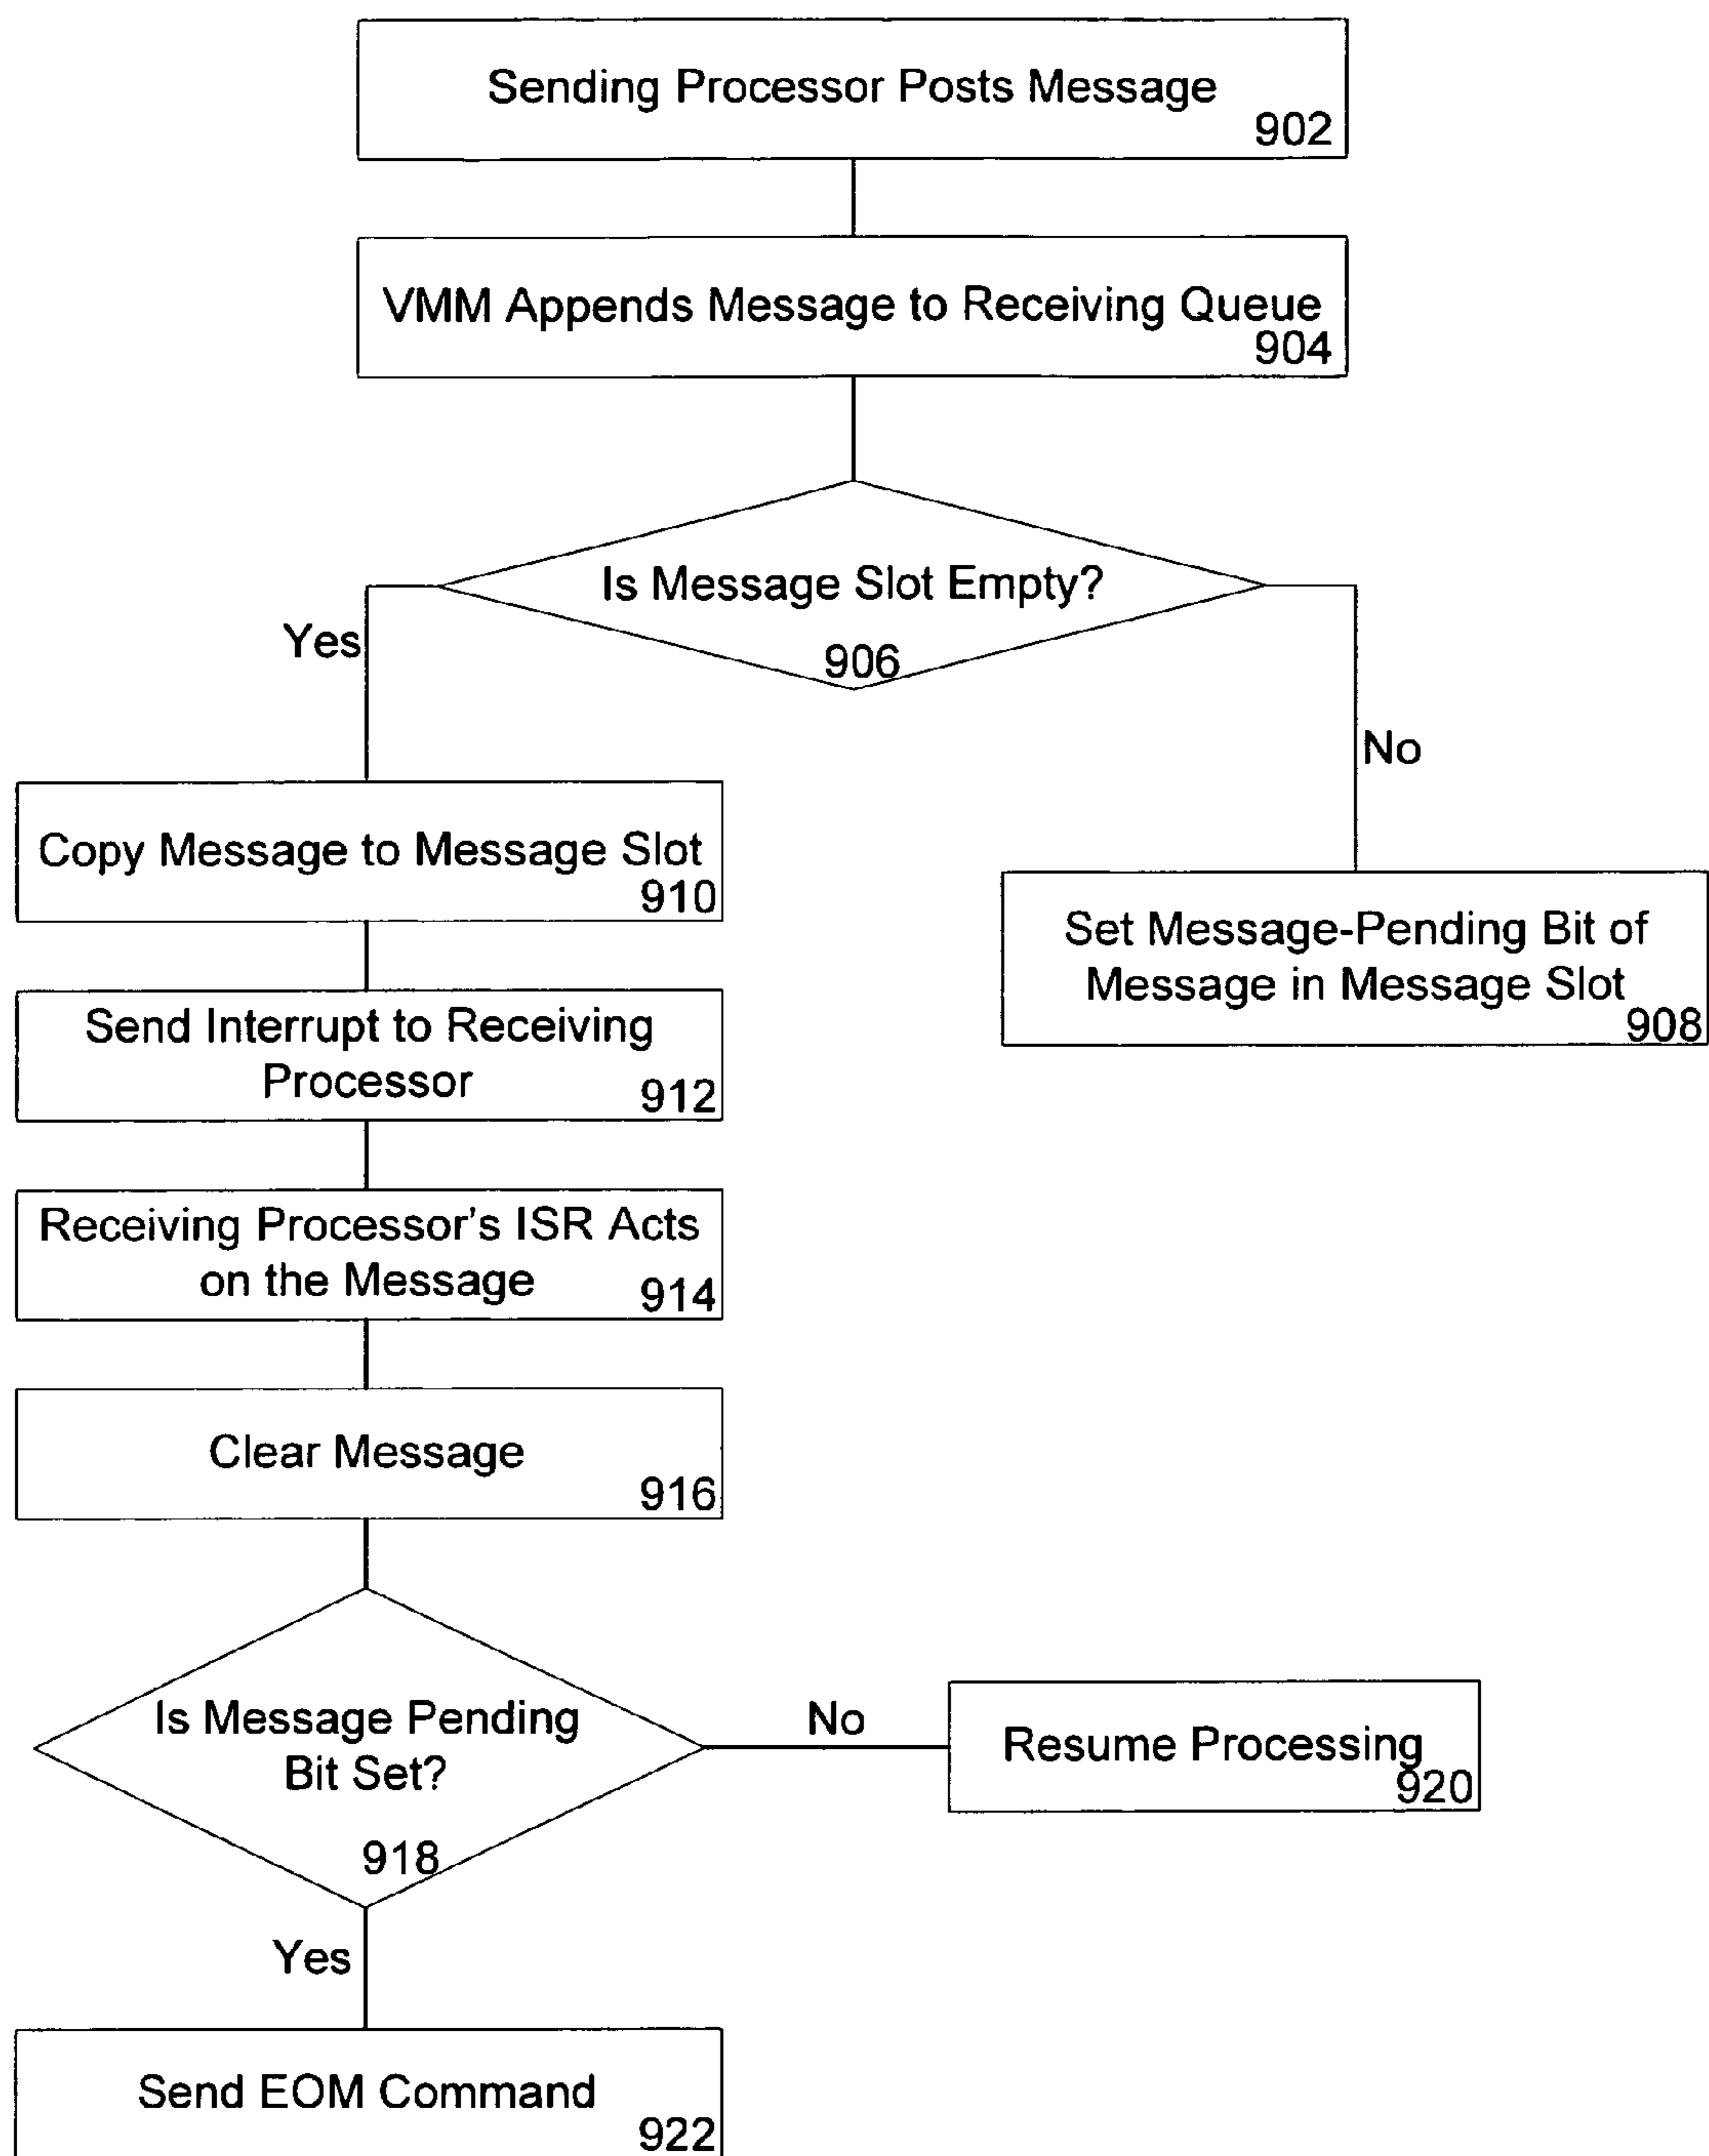 Sending Processor Posts Message
902
VMM Appends Message to Receiving Queue
904
Is Message Slot Empty?
906
Yes
No
Copy Message to Message Slot
910
Set Message-Pending Bit of
Message in Message Slot
908
Send Interrupt to Receiving
Processor
912
Receiving Processor's ISR Acts
on the Message
914
Clear Message
916
Is Message Pending
Bit Set?
918
No
Resume Processing
920
Yes
Send EOM Command
922